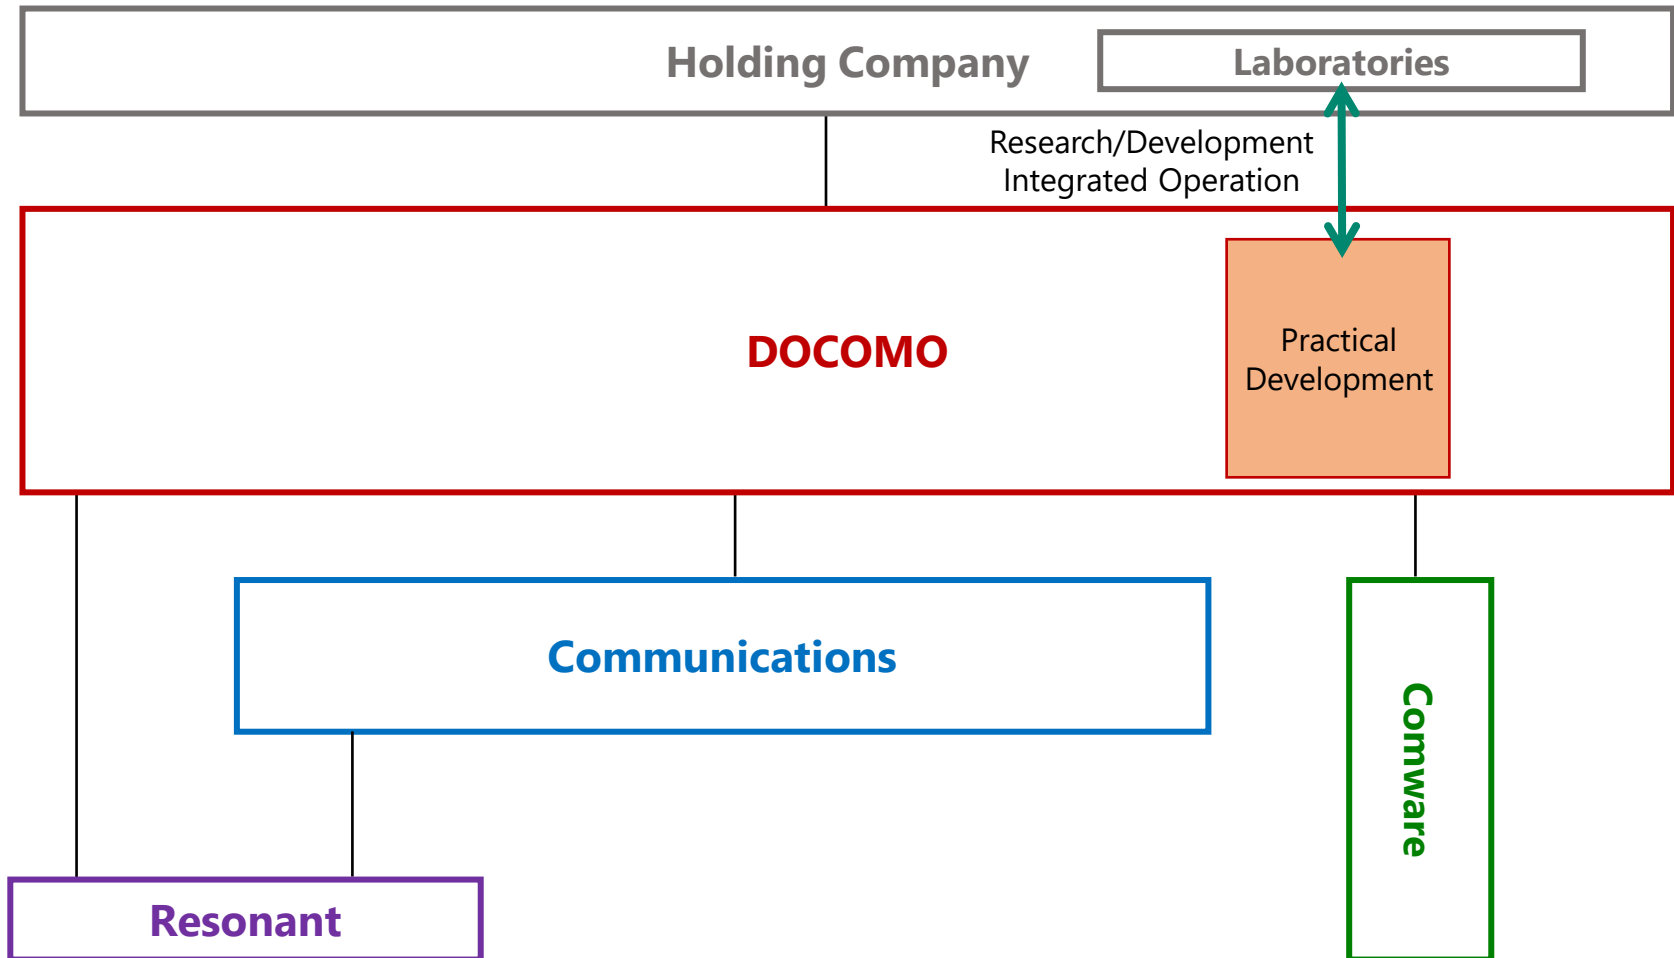 Holding Company
Laboratories
Research/Development
Integrated Operation
DOCOMO
Practical
Development
Communications
Comware
Resonant